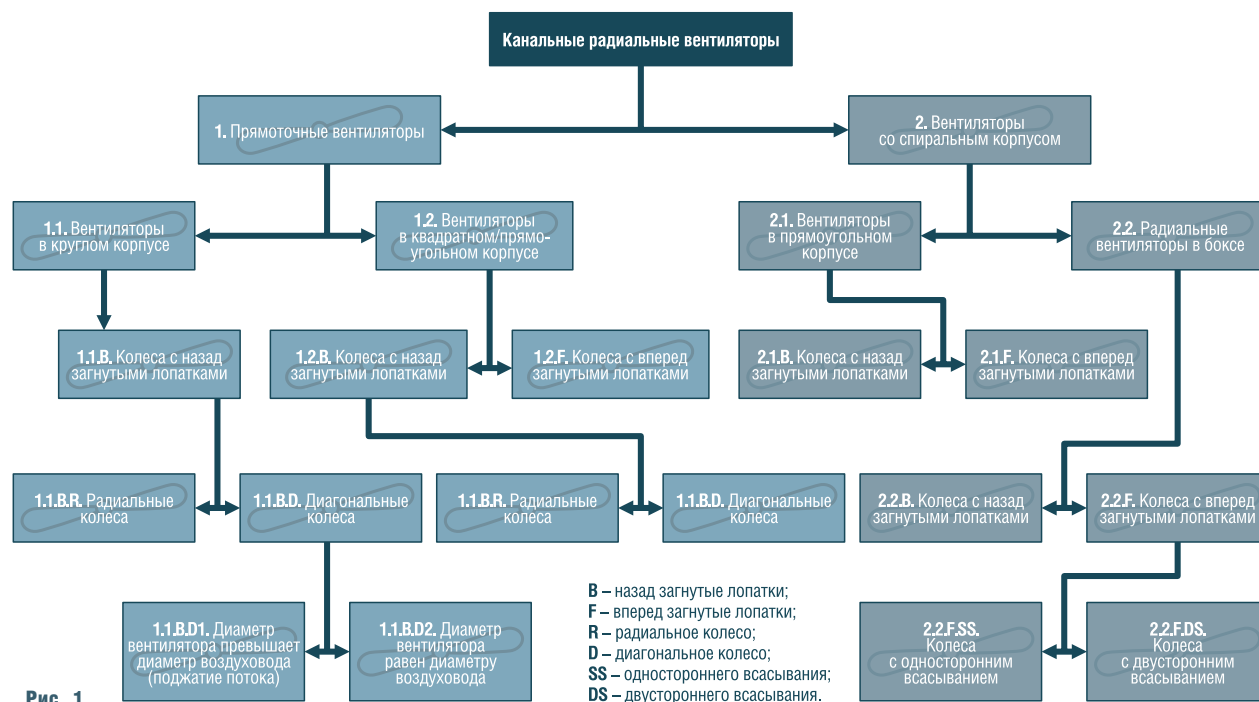 Канальные радиальные вентиляторы
1. Прямоточные вентиляторы
2. Вентиляторы
со спиральным корпусом
1.1. Вентиляторы
в круглом корпусе
1.2. Вентиляторы
в квадратном/прямо-
угольном корпусе
2.1. Вентиляторы
в прямоугольном
корпусе
2.2. Радиальные
вентиляторы в боксе
1.1.B. Колеса с назад
загнутыми лопатками
1.2.B. Колеса с назад
загнутыми лопатками
1.2.F. Колеса с вперед
загнутыми лопатками
2.1.B. Колеса с назад
загнутыми лопатками
2.1.F. Колеса с вперед
загнутыми лопатками
1.1.B.R. Радиальные
колеса
1.1.B.D. Диагональные
колеса
1.1.B.R. Радиальные
колеса
1.1.B.D. Диагональные
колеса
2.2.B. Колеса с назад
загнутыми лопатками
2.2.F. Колеса с вперед
загнутыми лопатками
1.1.B.D1. Диаметр
вентилятора превышает
диаметр воздуховода
(поджатие потока)
1.1.B.D2. Диаметр
вентилятора
равен диаметру
воздуховода
B – назад загнутые лопатки;
F – вперед загнутые лопатки;
R – радиальное колесо;
D – диагональное колесо;
SS – одностороннего всасывания;
DS – двустороннего всасывания.
2.2.F.SS.
Колеса
с односторонним
всасыванием
2.2.F.DS.
Колеса
с двусторонним
всасыванием
Рис. 1